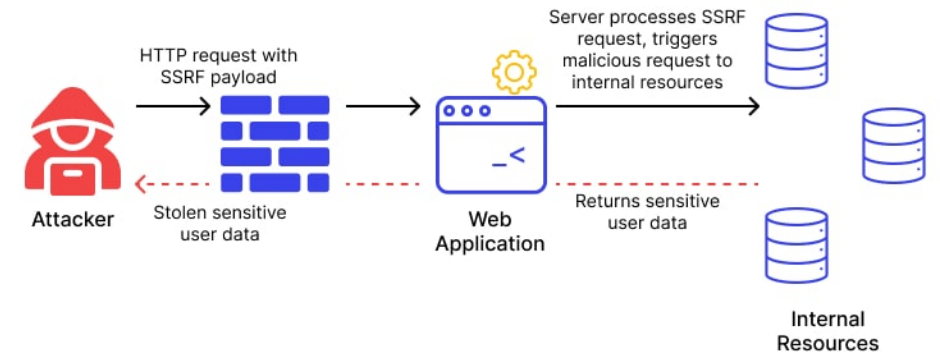 HTTP request with
SSRF payload
Server processes SSRF
request, triggers
malicious request to
internal resources
_<
Attacker
Stolen sensitive
user data
Web
Application
Returns sensitive
user data
Internal
Resources